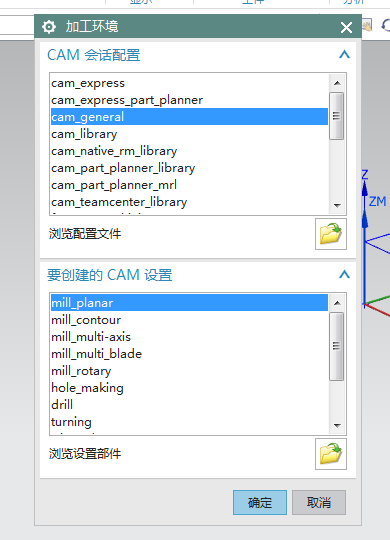 加工环境
CAM 会话配置
cam_express
cam_express_part_planner
cam_general
cam_library
cam_native_rm_library
cam_part_planner_library
cam_part_planner_mrl
cam_teamcenter_library
浏览配置文件
要创建的 CAM 设置
mill_planar
mill_contour
mill_multi-axis
mill_multi_blade
mill_rotary
hole_making
drill
turning
浏览设置部件
确定
取消
Z
ZM